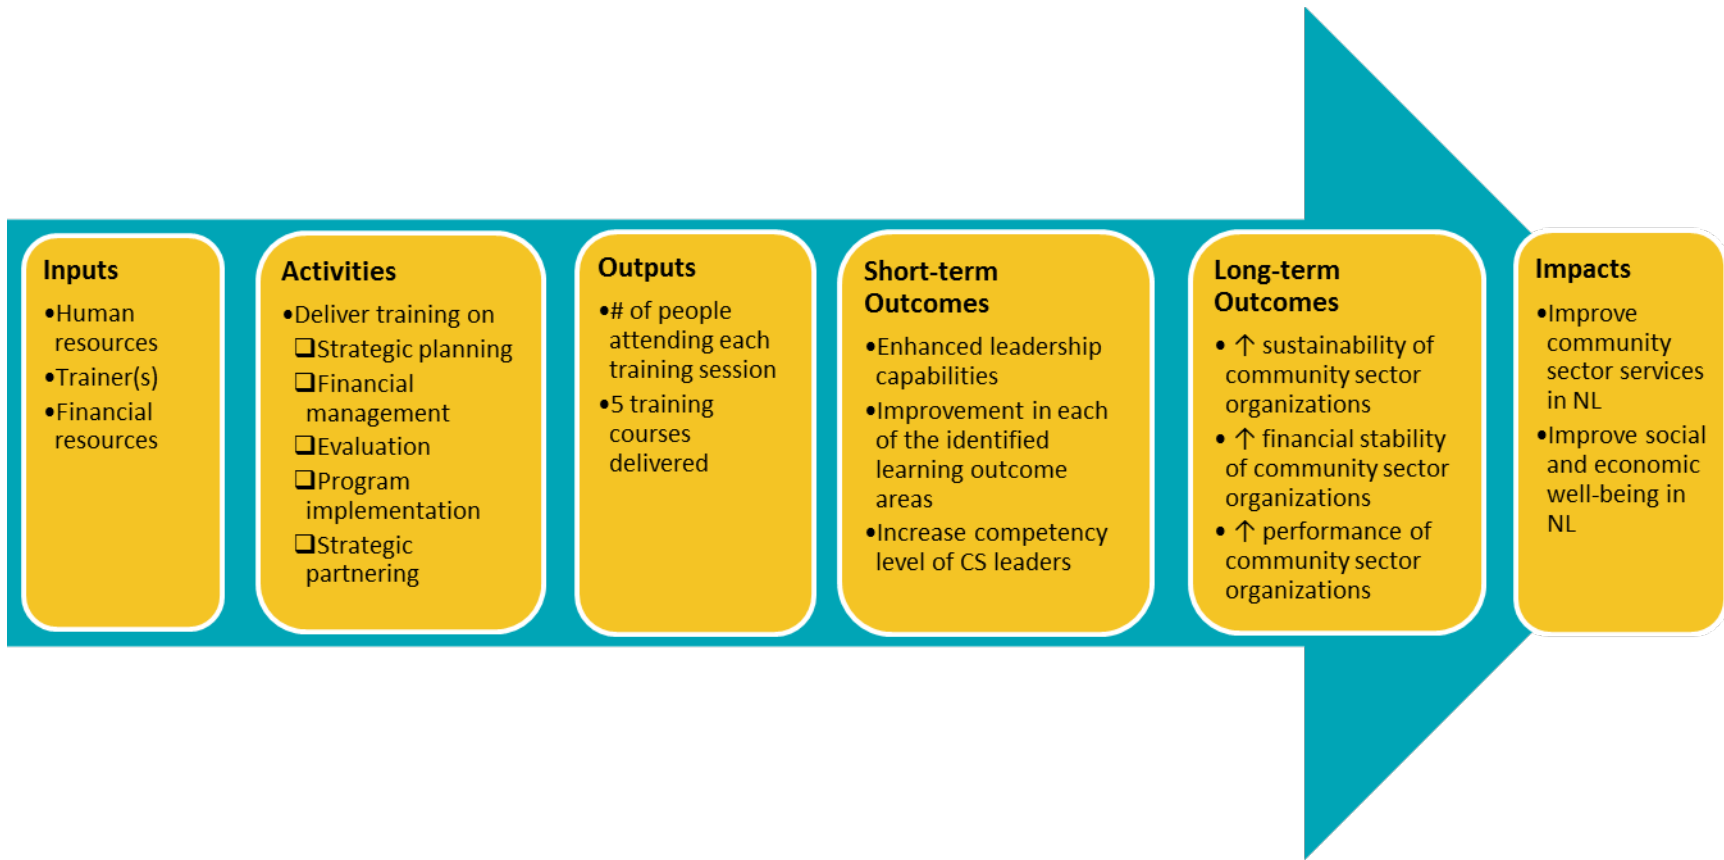 Inputs
•Human
resources
•Trainer(s)
•Financial
resources
Activities
•Deliver training on
❑Strategic planning
❑Financial
management
❑Evaluation
❑Program
implementation
❑Strategic
partnering
Outputs
•# of people
attending each
training session
•5 training
courses
delivered
Short-term
Outcomes
•Enhanced leadership
capabilities
•Improvement in each
of the identified
learning outcome
areas
•Increase competency
level of CS leaders
Long-term
Outcomes
• ↑ sustainability of
community sector
organizations
• ↑ financial stability
of community sector
organizations
• ↑ performance of
community sector
organizations
Impacts
•Improve
community
sector services
in NL
•Improve social
and economic
well-being in
NL